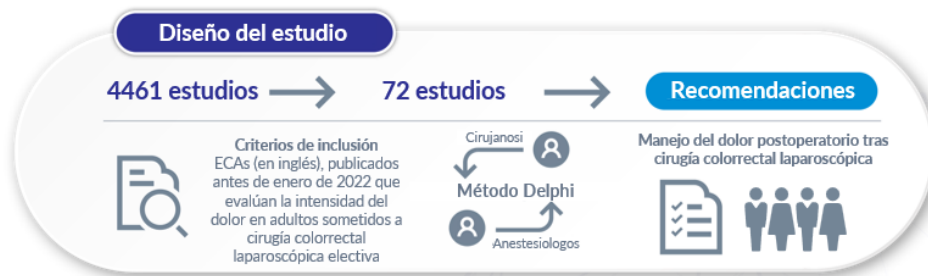 Diseño del estudio
4461 estudios
72 estudios
Recomendaciones
Criterios de inclusión
ECAs (en inglés), publicados
antes de enero de 2022 que
evalúan la intensidad del
dolor en adultos sometidos a
cirugía colorrectal
laparoscópica electiva
Cirujanosi
Método Delphi
Anestesiologos
Manejo del dolor postoperatorio tras
cirugía colorrectal laparoscópica